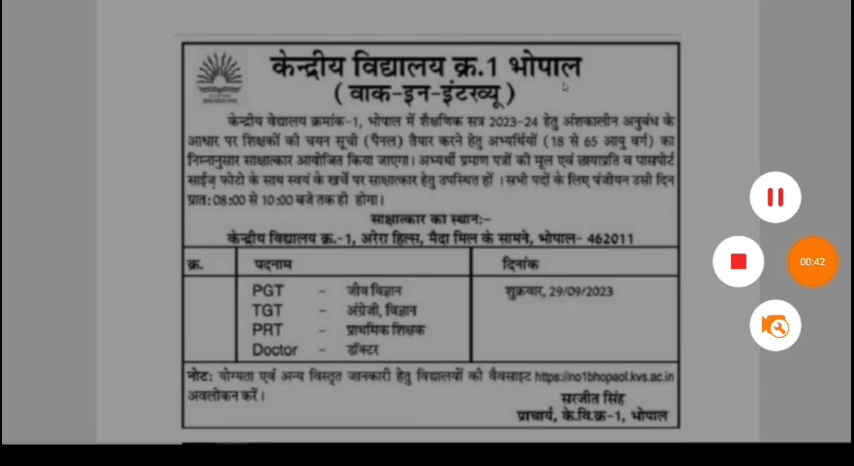 केन्द्रीय विद्यालय क्र.1 भोपाल
( वाक-इन-इंटरव्यू )
केन्द्रीय वेद्यालय क्रमांक-1, भोपाल में शैक्षणिक सत्र 2023-24 हेतु अंशकालीन अनुबंध के
आधार पर शिक्षकों की चयन सूची (पैनल) तैयार करने हेतु अभ्यर्थियों (18 से 65 आयु वर्ग) का
निम्नानुसार साक्षात्कार आयोजित किया जाएगा। अभ्यर्थी प्रमाण पत्रों की मूल एवं छायाप्रति व पासपोर्ट
साईज़ फोटो के साथ स्वयं के खर्चे पर साक्षात्कार हेतु उपस्थित हों । सभी पदों के लिए पंजीयन उसी दिन
प्रात: 08:00 से 10:00 बजे तक ही होगा।
साक्षात्कार का स्थान:-
केन्द्रीय विद्यालय क्र.-1, अरेरा हिल्स, मैदा मिल के सामने, भोपाल- 462011
क्र. पदनाम दिनांक
PGT - जीव विज्ञान शुक्रवार, 29/09/2023
TGT - अंग्रेजी, विज्ञान
PRT - प्राथमिक शिक्षक
Doctor - डॉक्टर
नोट: योग्यता एवं अन्य विस्तृत जानकारी हेतु विद्यालयों की वैवसाइट https://no1bhopaol.kvs.ac.in
अवलोकन करें।
सरजीत सिंह
प्राचार्य, के.वि.क्र-1, भोपाल
00:42